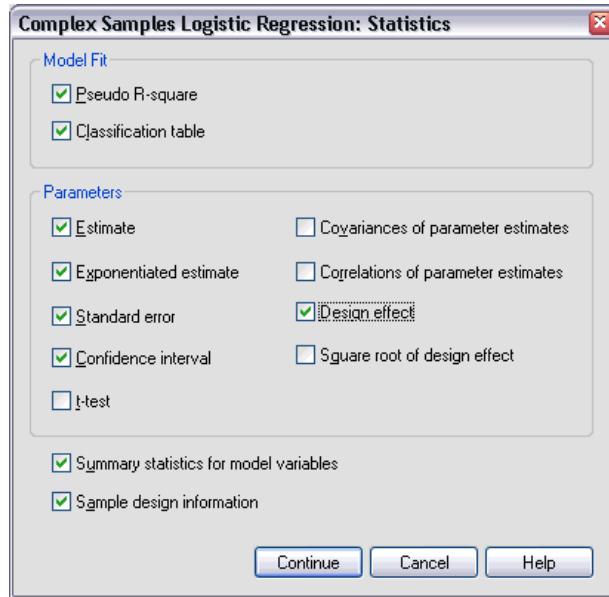 Complex Samples Logistic Regression: Statistics
Model Fit
Pseudo R-square
Classification table
Parameters
Estimate
Covariances of parameter estimates
Exponentiated estimate
Correlations of parameter estimates
Standard error
Design effect
Confidence interval
Square root of design effect
t-test
Summary statistics for model variables
Sample design information
Continue Cancel Help